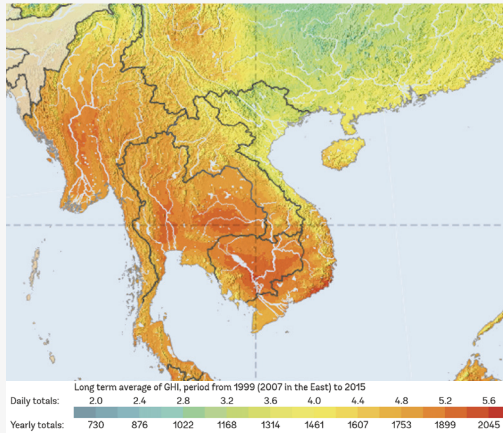 Long term average of GHI, period from 1999 (2007 in the East) to 2015
Daily totals: 2.0 2.4 2.8 3.2 3.6 4.0 4.4 4.8 5.2 5.6
Yearly totals: 730 876 1022 1168 1314 1461 1607 1753 1899 2045